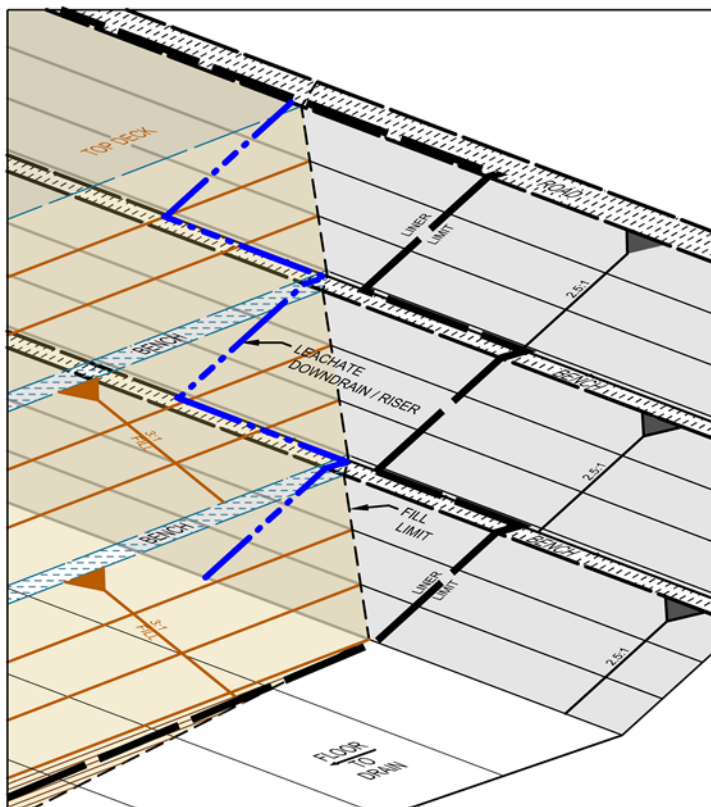 TOP DECK
ROAD
LINER
LIMIT
2.5:1
BENCH
LEACHATE
DOWNDRAIN / RISER
BENCH
3:1
FILL
2.5:1
BENCH
FILL
LIMIT
BENCH
LINER
LIMIT
3:1
FILL
2.5:1
FLOOR
TO
DRAIN